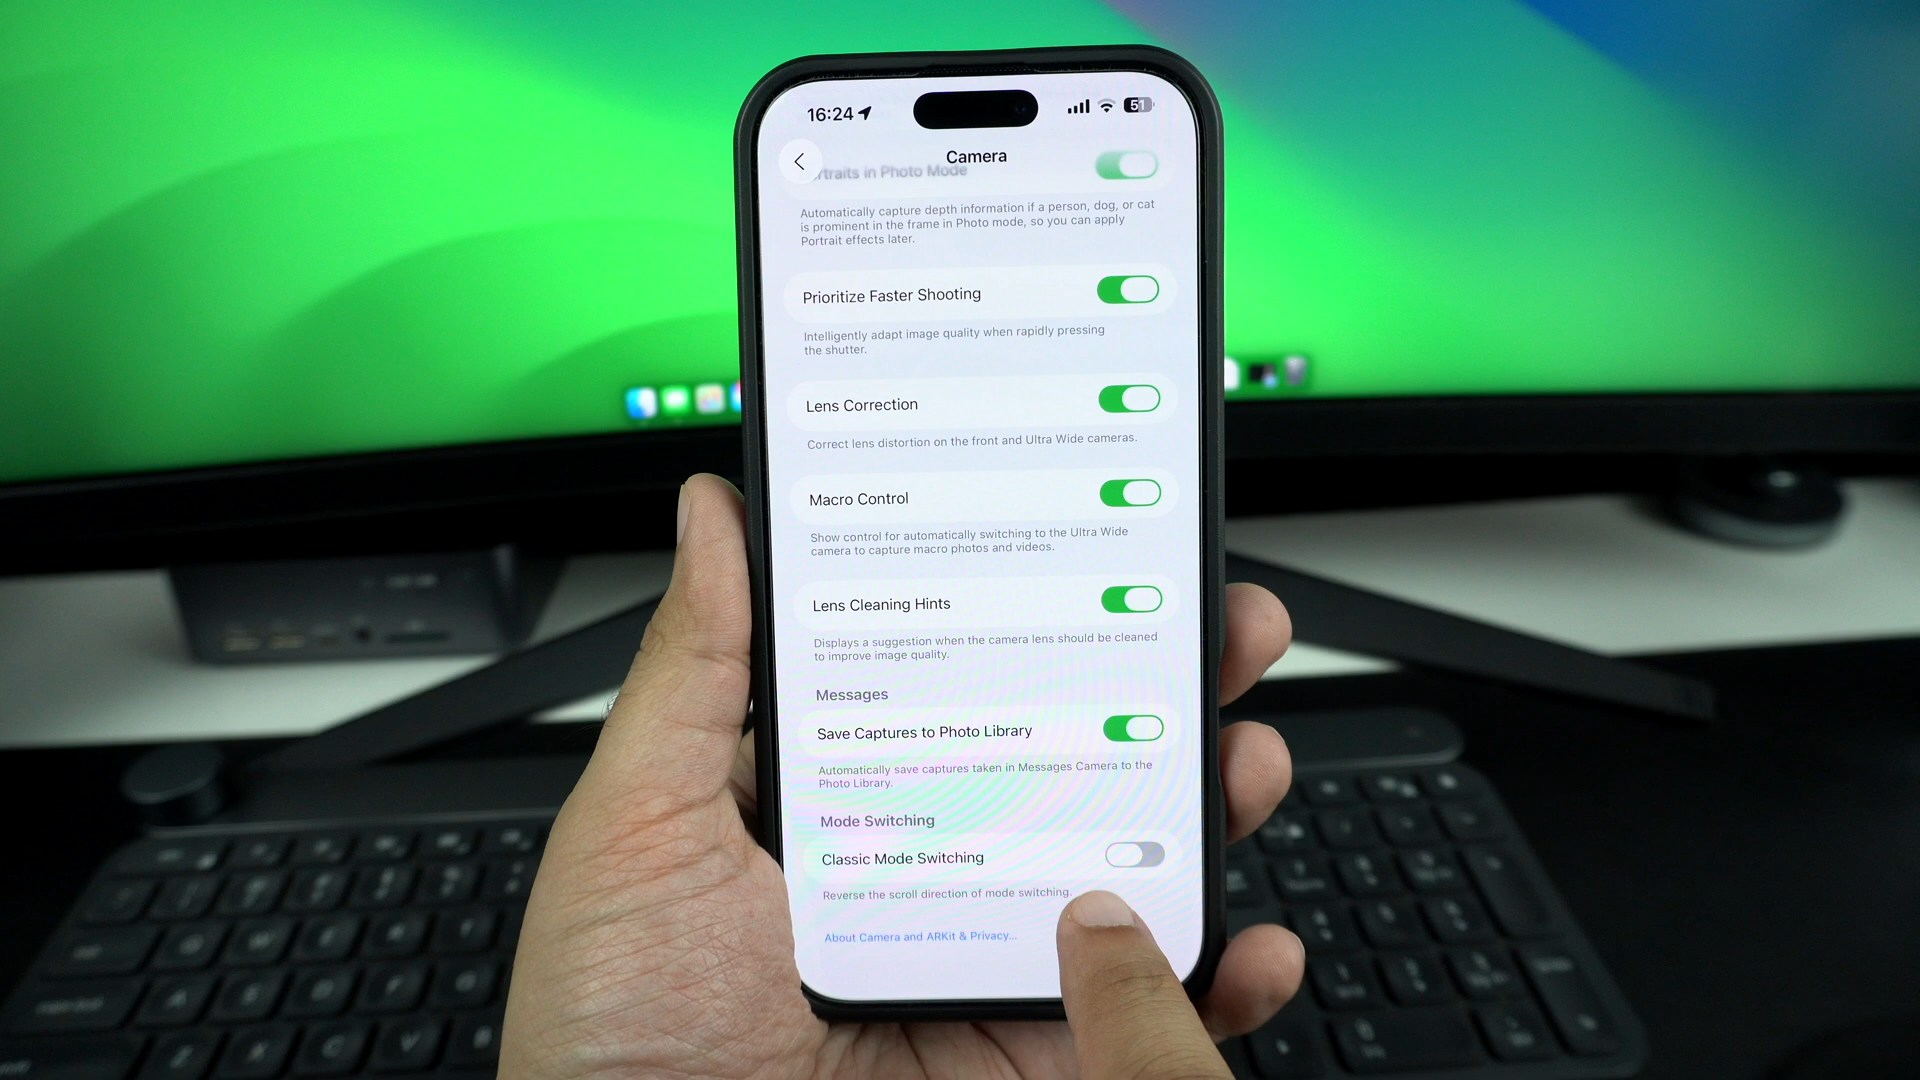 16:24
51
Camera
rtraits in Photo Mode
Automatically capture depth information if a person, dog, or cat
is prominent in the frame in Photo mode, so you can apply
Portrait effects later.
Prioritize Faster Shooting
Intelligently adapt image quality when rapidly pressing
the shutter.
Lens Correction
Correct lens distortion on the front and Ultra Wide cameras.
Macro Control
Show control for automatically switching to the Ultra Wide
camera to capture macro photos and videos.
Lens Cleaning Hints
Displays a suggestion when the camera lens should be cleaned
to improve image quality.
Messages
Save Captures to Photo Library
Automatically save captures taken in Messages Camera to the
Photo Library.
Mode Switching
Classic Mode Switching
Reverse the scroll direction of mode switching.
About Camera and ARKit & Privacy...